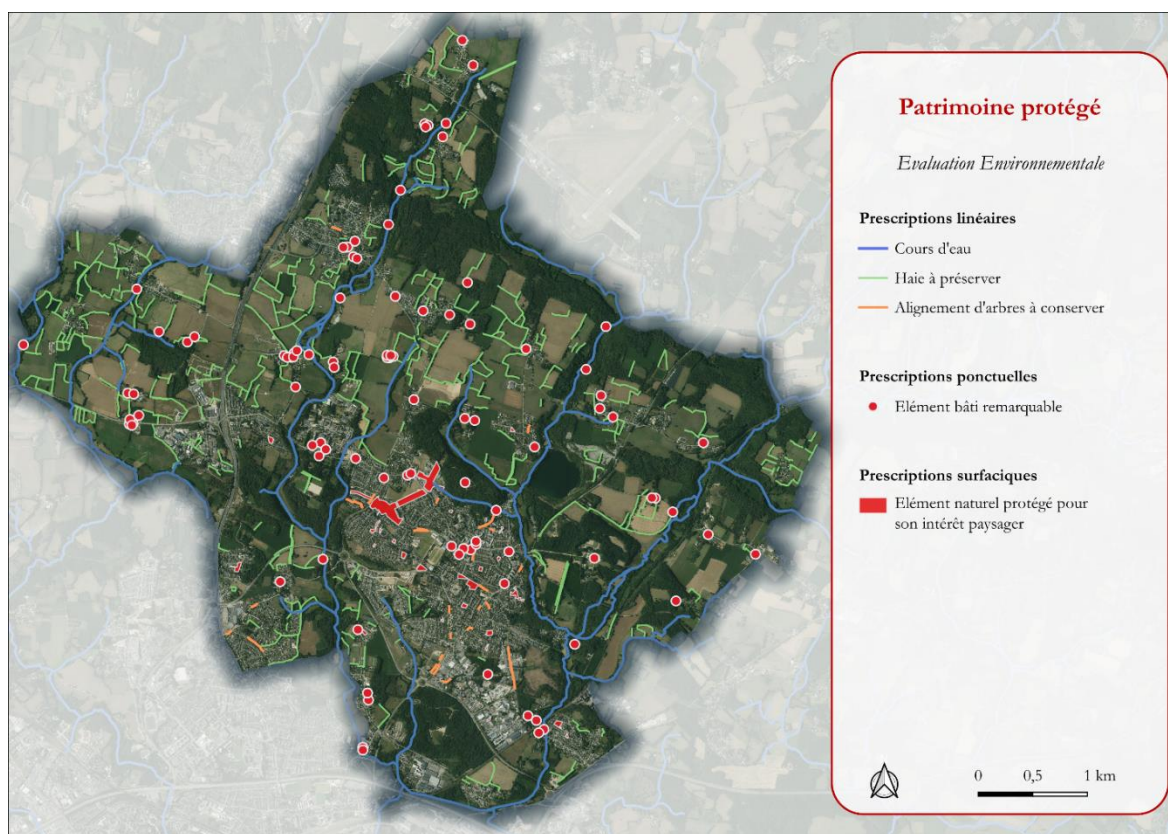 Patrimoine protégé
Evaluation Environnementale
Prescriptions linéaires
Cours d'eau
Haie à préserver
Alignement d'arbres à conserver
Prescriptions ponctuelles
Elément bâti remarquable
Prescriptions surfaciques
Elément naturel protégé pour
son intérêt paysager
0 0,5 1 km